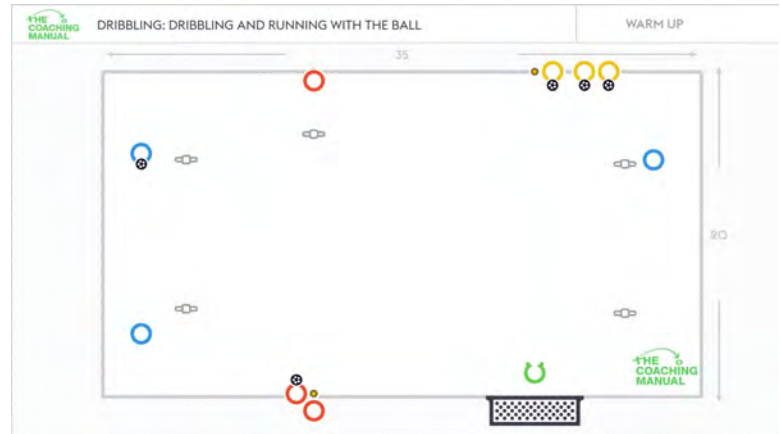 THE
COACHING
MANUAL
DRIBBLING: DRIBBLING AND RUNNING WITH THE BALL
WARM UP
35
20
THE
COACHING
MANUAL